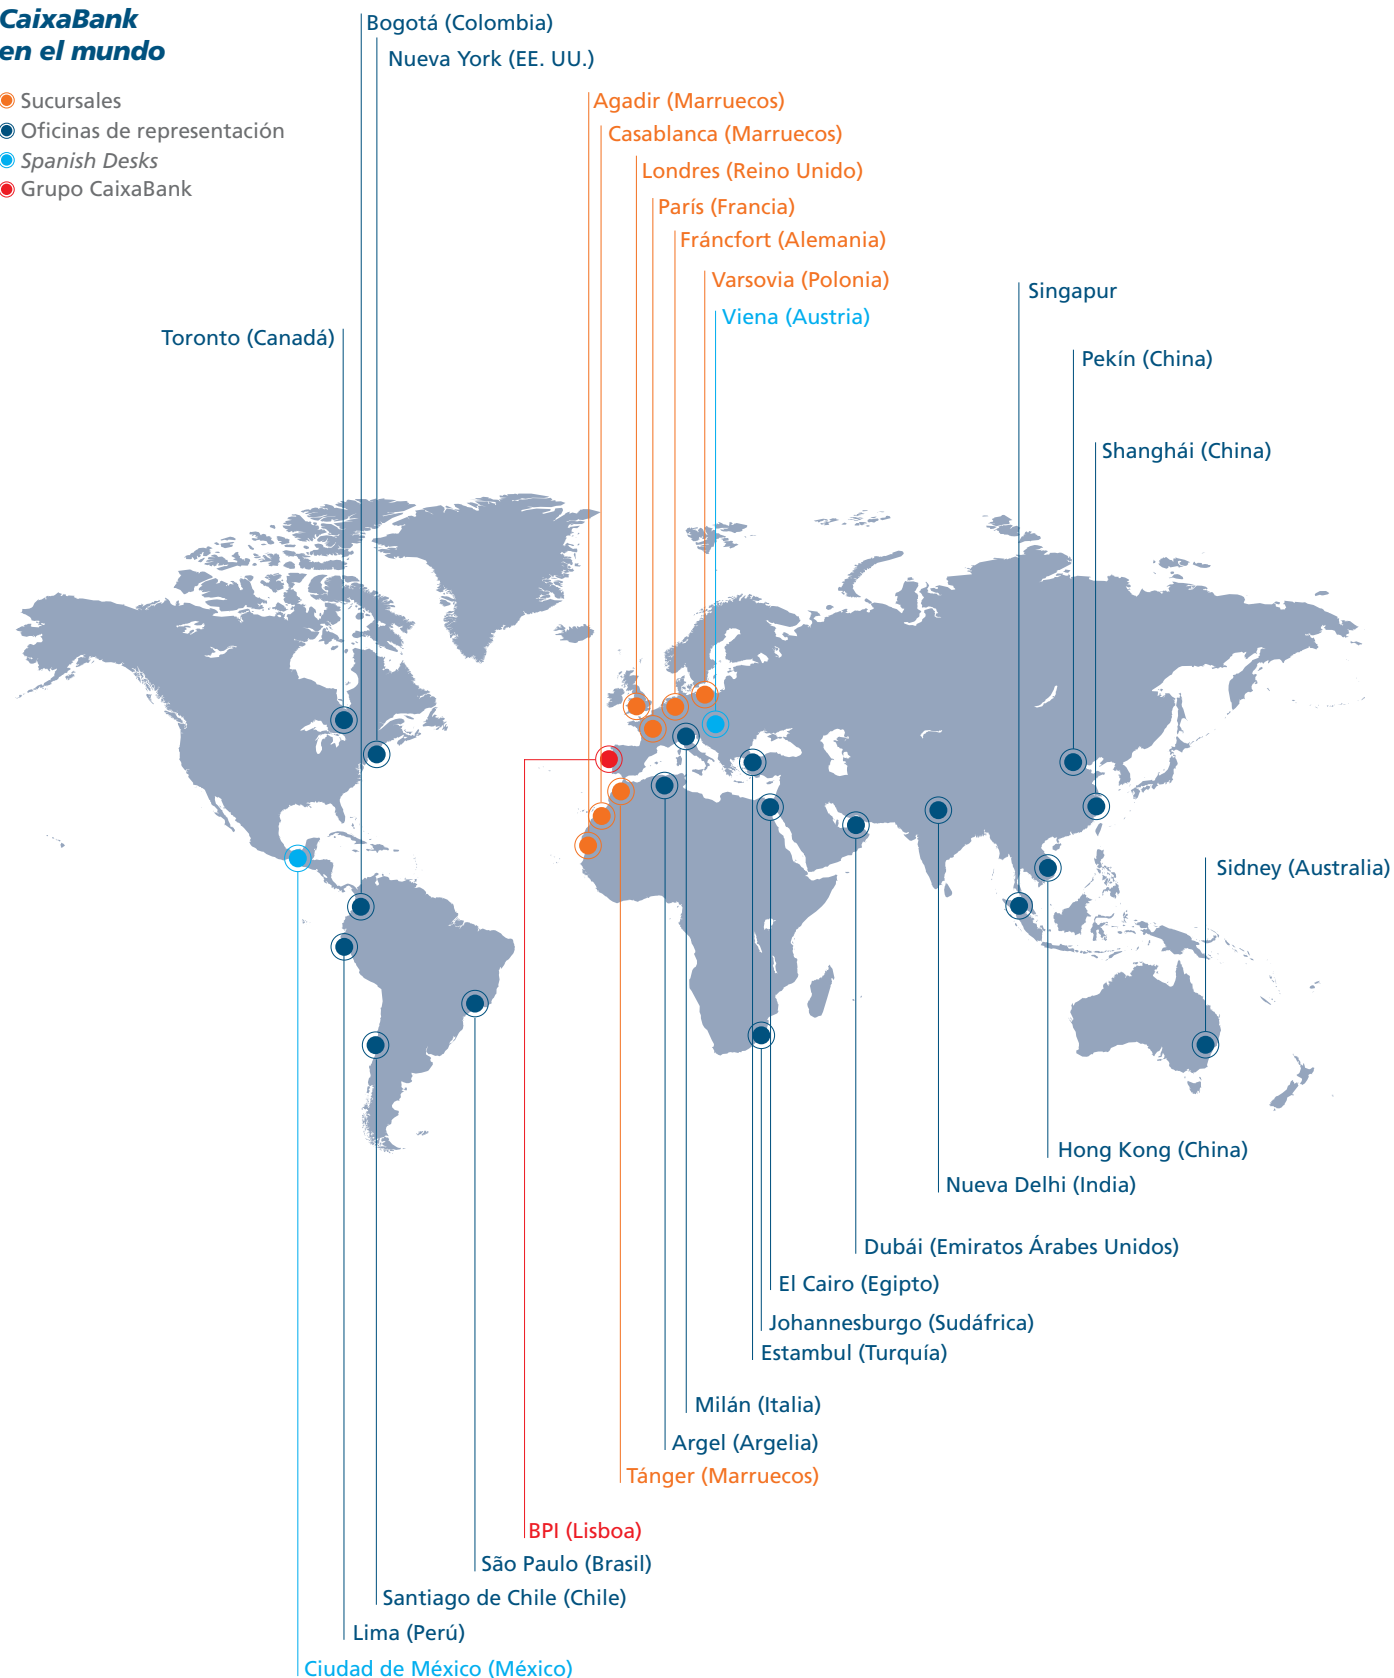 CaixaBank
en el mundo
Sucursales
Oficinas de representación
Spanish Desks
Grupo CaixaBank
Bogotá (Colombia)
Nueva York (EE. UU.)
Agadir (Marruecos)
Casablanca (Marruecos)
Londres (Reino Unido)
París (Francia)
Fráncfort (Alemania)
Varsovia (Polonia)
Viena (Austria)
Singapur
Toronto (Canadá)
Pekín (China)
Shanghái (China)
Sidney (Australia)
Hong Kong (China)
Nueva Delhi (India)
Dubái (Emiratos Árabes Unidos)
El Cairo (Egipto)
Johannesburgo (Sudáfrica)
Estambul (Turquía)
Milán (Italia)
Argel (Argelia)
Tánger (Marruecos)
BPI (Lisboa)
São Paulo (Brasil)
Santiago de Chile (Chile)
Lima (Perú)
Ciudad de México (México)